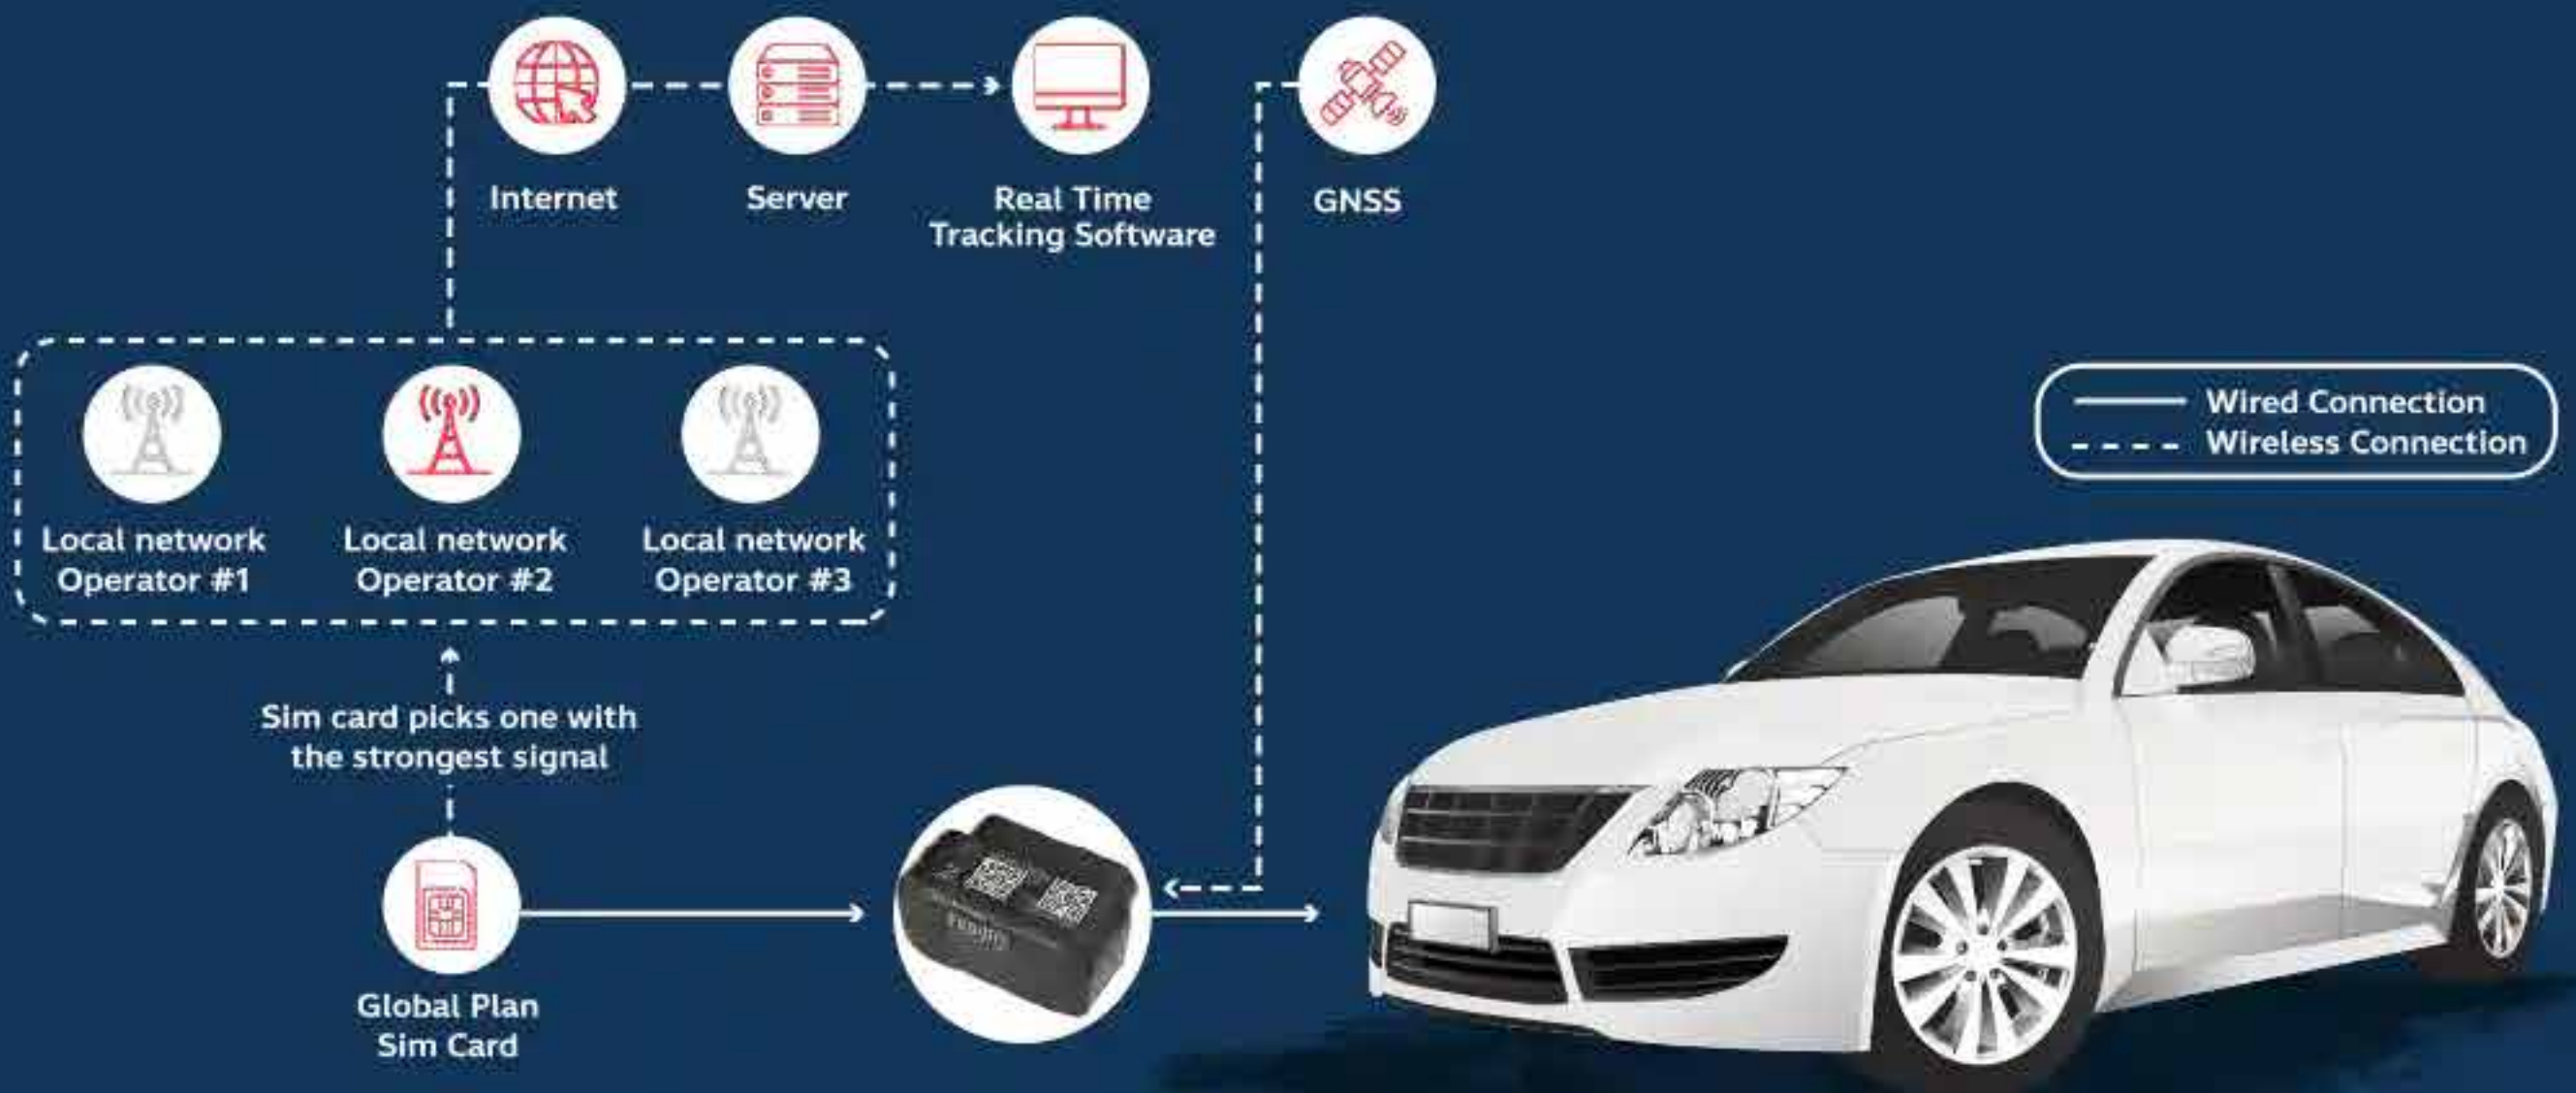 Internet
Server
Real Time
Tracking Software
GNSS
Wired Connection
Wireless Connection
Local network
Operator #1
Local network
Operator #2
Local network
Operator #3
Sim card picks one with
the strongest signal
Global Plan
Sim Card